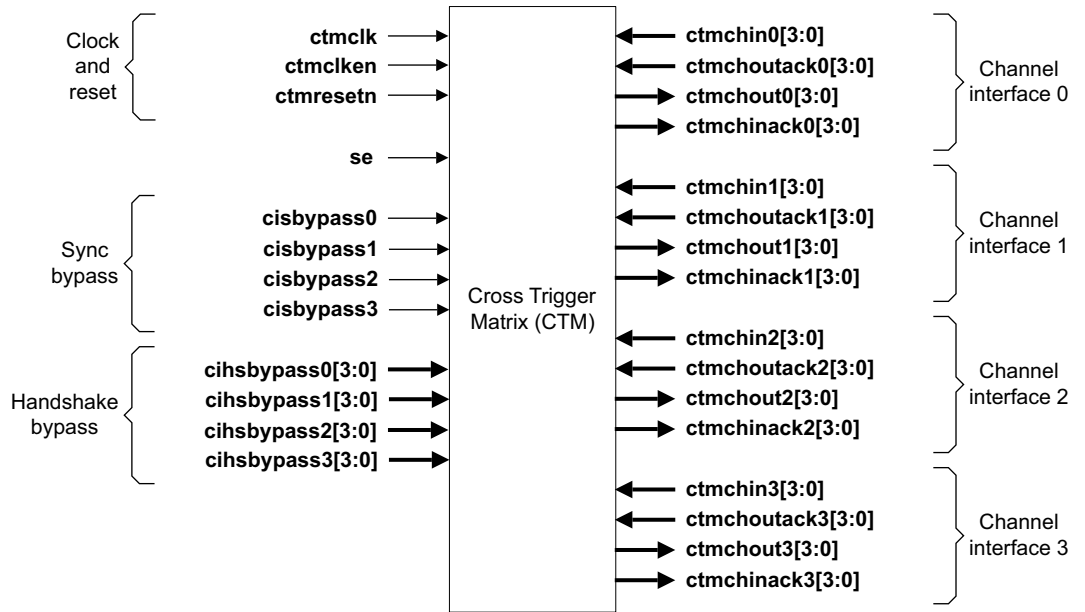 Clock
and
reset
ctmclk
ctmclken
ctmresetn
se
Sync
bypass
cisbypass0
cisbypass1
cisbypass2
cisbypass3
Handshake
bypass
cihsbypass0[3:0]
cihsbypass1[3:0]
cihsbypass2[3:0]
cihsbypass3[3:0]
Cross Trigger
Matrix (CTM)
ctmchin0[3:0]
ctmchoutack0[3:0]
ctmchout0[3:0]
ctmchinack0[3:0]
Channel
interface 0
ctmchin1[3:0]
ctmchoutack1[3:0]
ctmchout1[3:0]
ctmchinack1[3:0]
Channel
interface 1
ctmchin2[3:0]
ctmchoutack2[3:0]
ctmchout2[3:0]
ctmchinack2[3:0]
Channel
interface 2
ctmchin3[3:0]
ctmchoutack3[3:0]
ctmchout3[3:0]
ctmchinack3[3:0]
Channel
interface 3